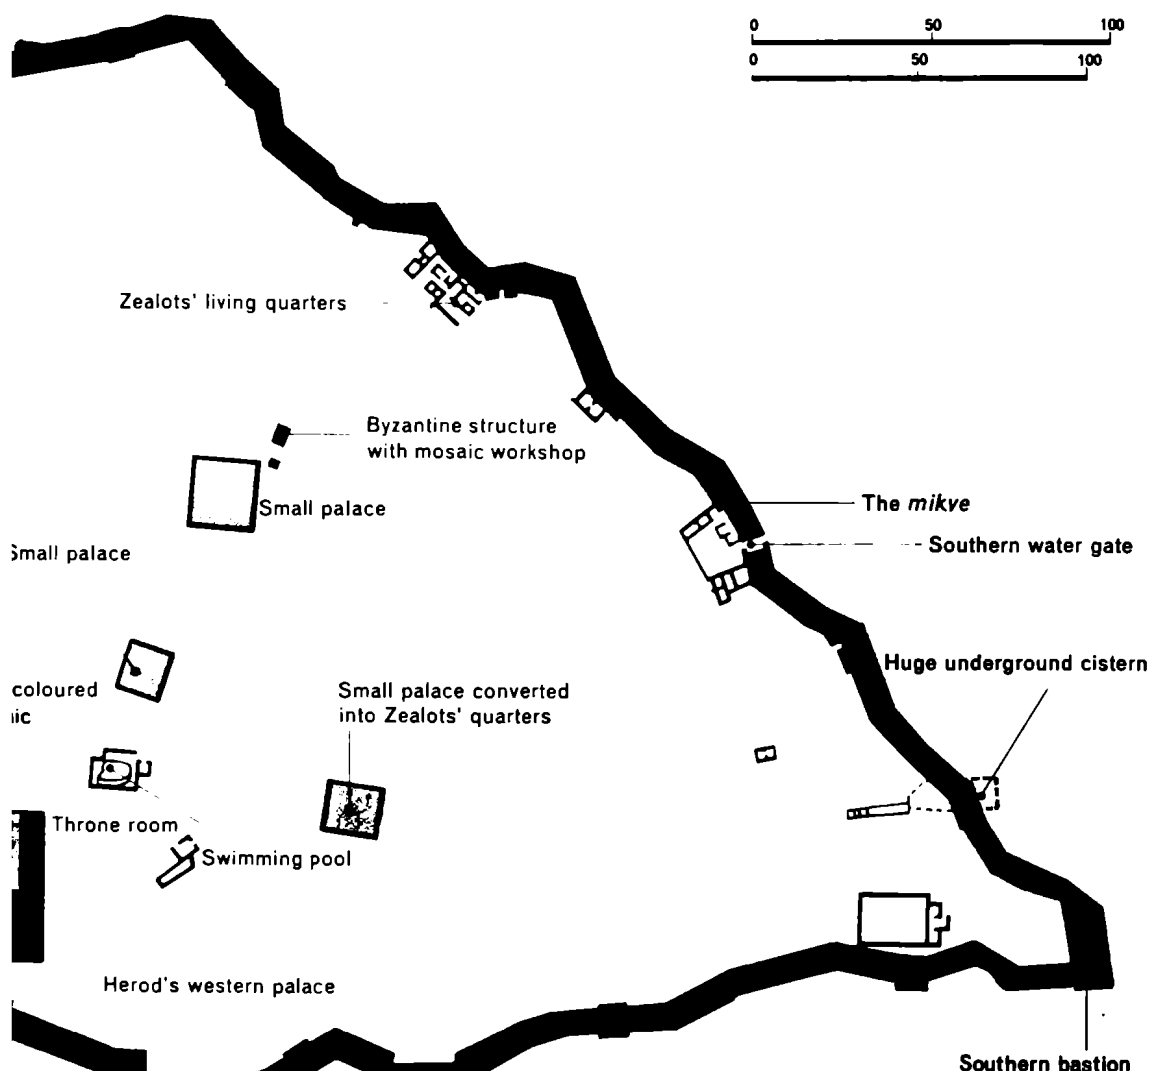 0 50 100
0 50 100
Zealots' living quarters
Byzantine structure
with mosaic workshop
Small palace
The mikve
Southern water gate
Small palace
Huge underground cistern
coloured
ic
Small palace converted
into Zealots' quarters
Throne room
Swimming pool
Herod's western palace
Southern bastion